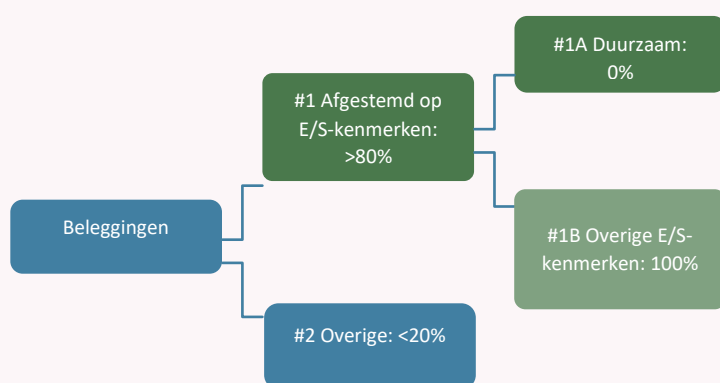 #1A Duurzaam:
0%
#1 Afgestemd op
E/S-kenmerken:
>80%
Beleggingen
#1B Overige E/S-
kenmerken: 100%
#2 Overige: <20%